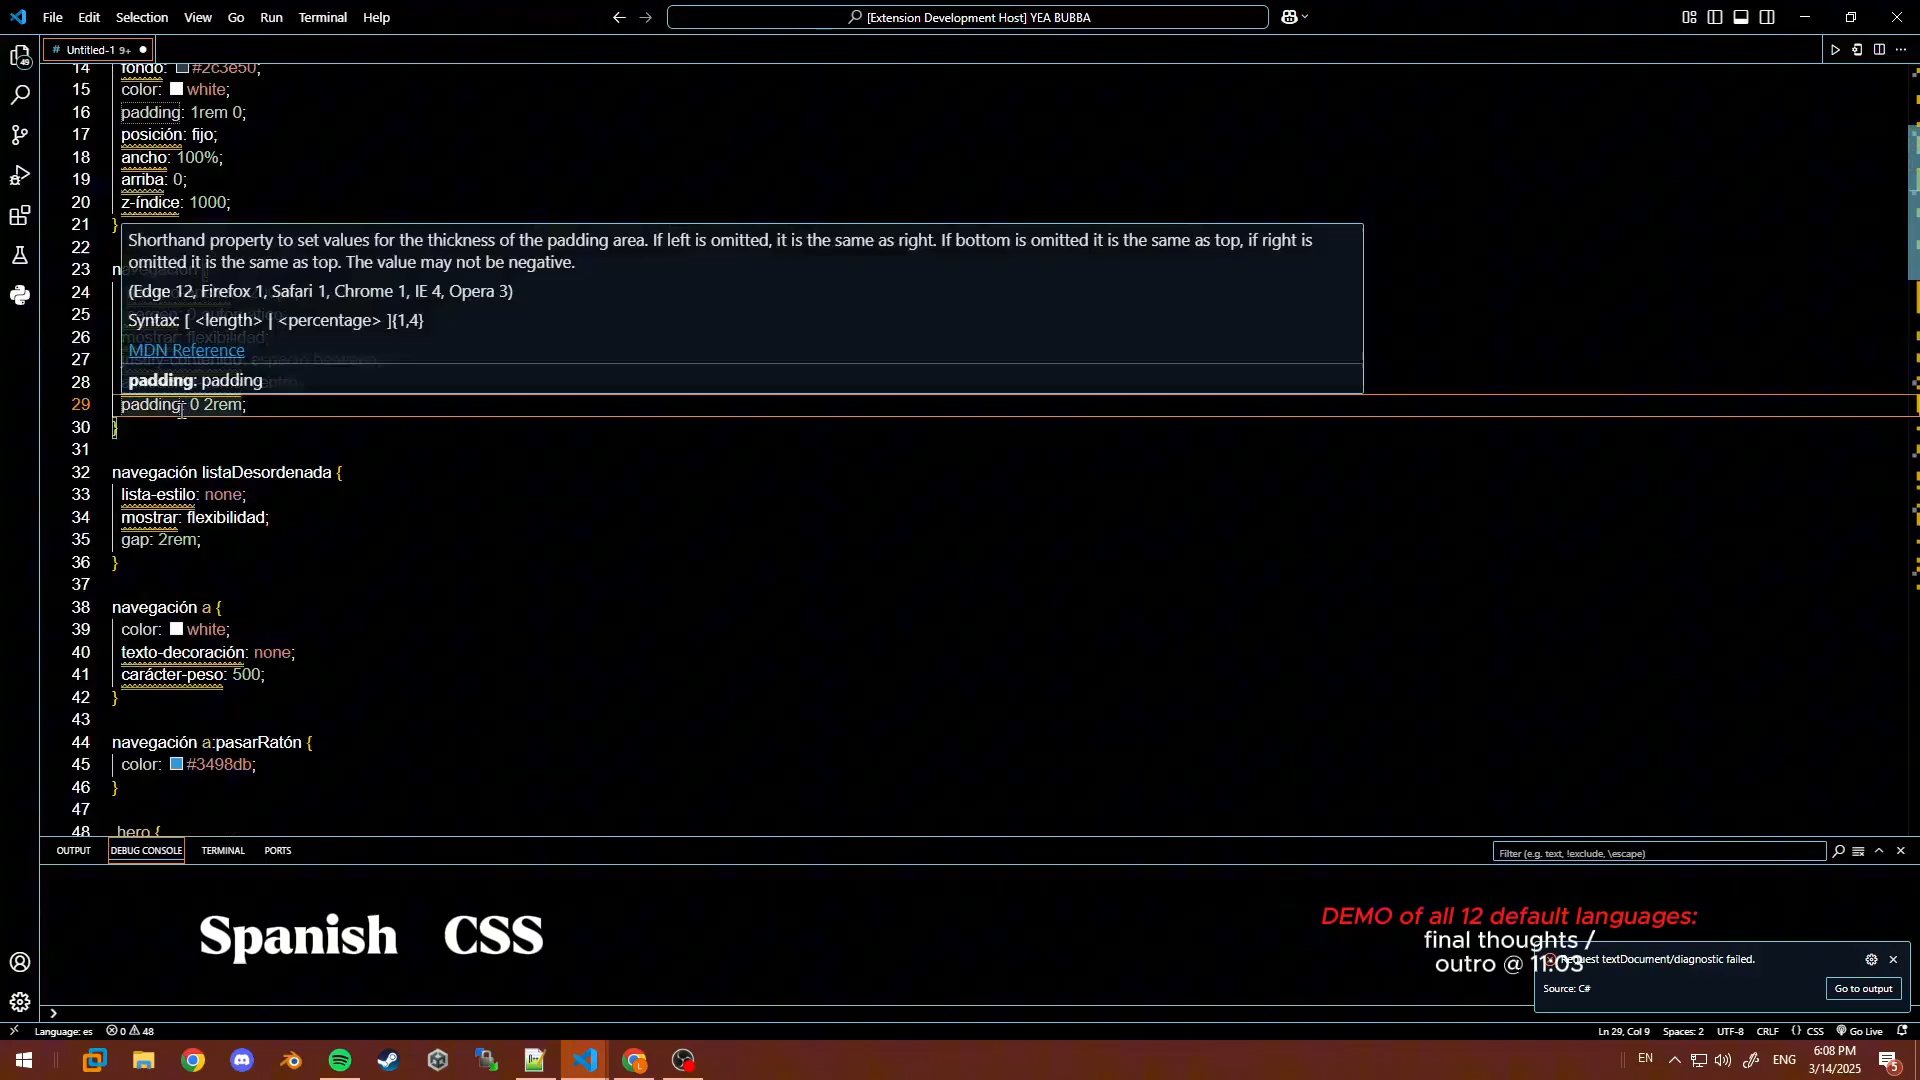 File Edit Selection View Go Run Terminal Help
[Extension Development Host] YEA BUBBA
49
# Untitled-1 9+
14 fondo: #2c3e50;
15 color: white;
16 padding: 1rem 0;
17 posición: fijo;
18 ancho: 100%;
19 arriba: 0;
20 z-índice: 1000;
21 }
22
23
24
25
26
27
28
Shorthand property to set values for the thickness of the padding area. If left is omitted, it is the same as right. If bottom is omitted it is the same as top, if right is
omitted it is the same as top. The value may not be negative.
(Edge 12, Firefox 1, Safari 1, Chrome 1, IE 4, Opera 3)
Syntax: [ <length> | <percentage> ]{1,4}
MDN Reference
padding: padding
29 padding: 0 2rem;
30 }
31
32 navegación listaDesordenada {
33 lista-estilo: none;
34 mostrar: flexibilidad;
35 gap: 2rem;
36 }
37
38 navegación a {
39 color: white;
40 texto-decoración: none;
41 carácter-peso: 500;
42 }
43
44 navegación a:pasarRatón {
45 color: #3498db;
46 }
47
48 .hero {
OUTPUT DEBUG CONSOLE TERMINAL PORTS
Filter (e.g. text, !exclude, \escape)
Spanish CSS
DEMO of all 12 default languages:
final thoughts /
outro @ 11:03
Request textDocument/diagnostic failed.
Source: C#
Go to output
Language: es 0 48
Ln 29, Col 9 Spaces: 2 UTF-8 CRLF {} CSS Go Live
EN ENG
6:08 PM
3/14/2025
5